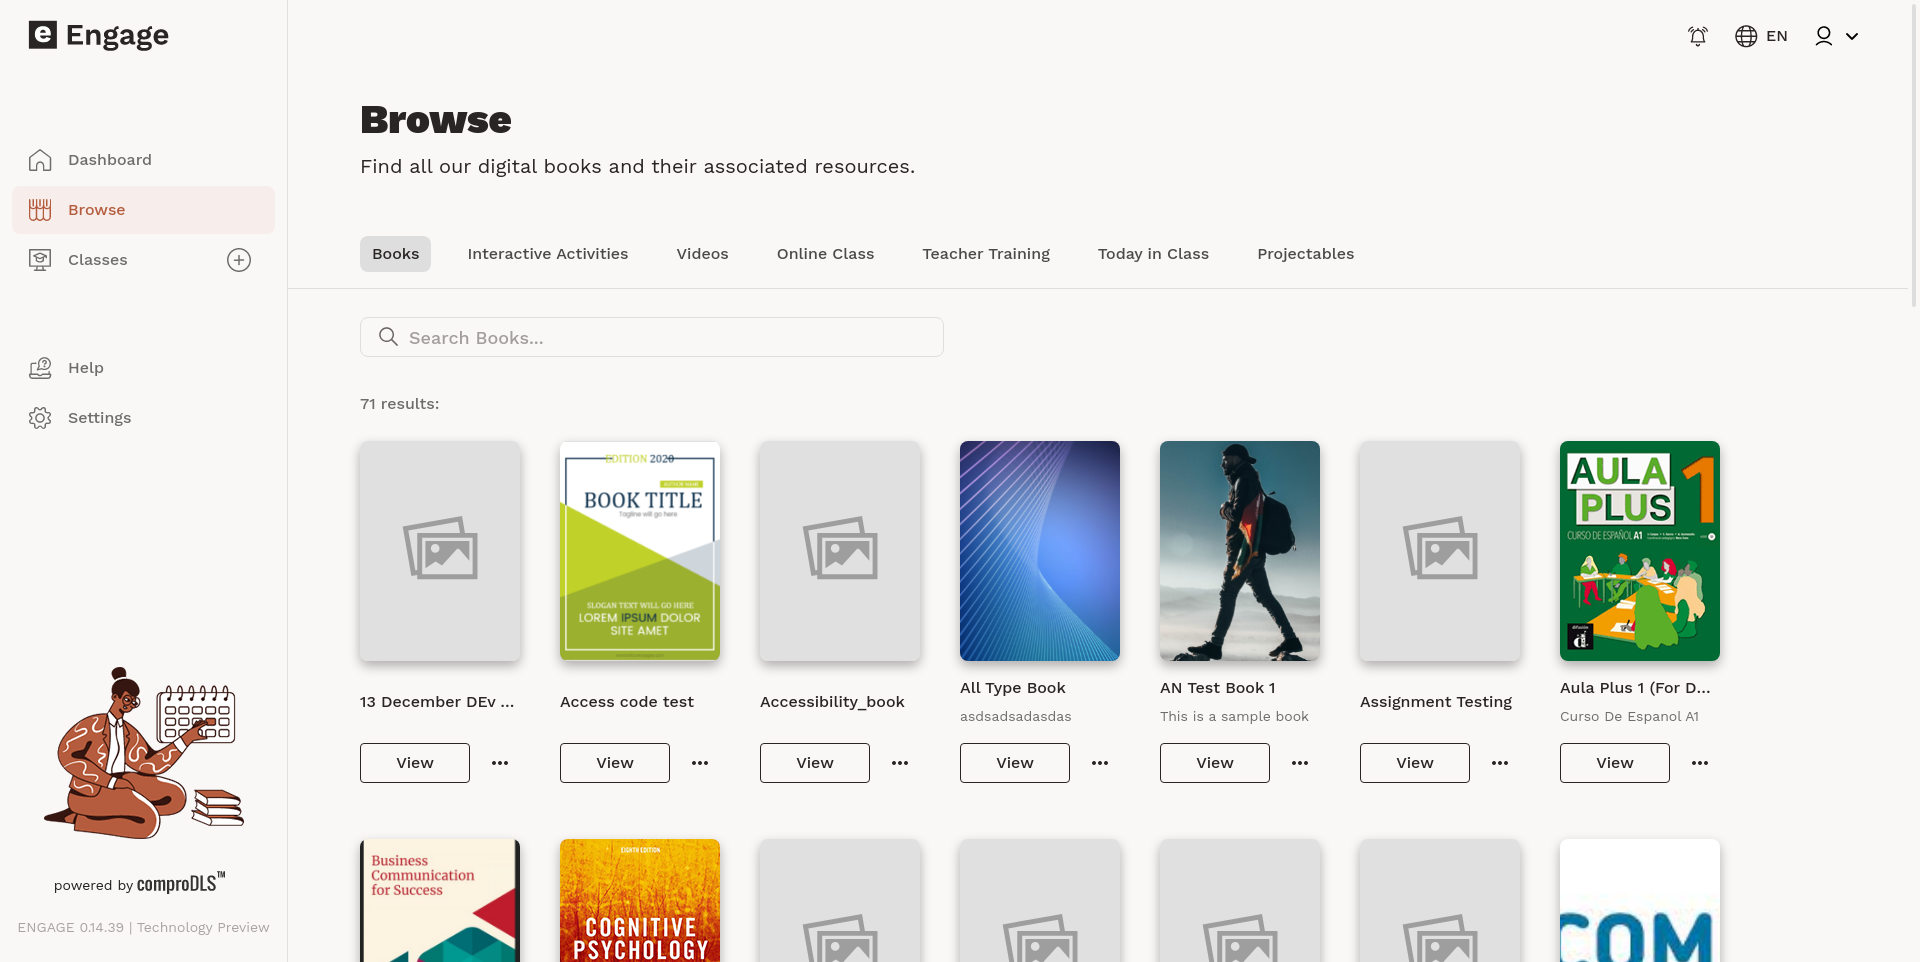 e Engage
EN
Dashboard
Browse
Classes
Help
Settings
powered by comproDLS™
ENGAGE 0.14.39 | Technology Preview
Browse
Find all our digital books and their associated resources.
Books
Interactive Activities
Videos
Online Class
Teacher Training
Today in Class
Projectables
Search Books...
71 results:
EDITION 2020
AUTHOR NAME
BOOK TITLE
Tagline will go here
SLOGAN TEXT WILL GO HERE
LOREM IPSUM DOLOR
SITE AMET
AULA
PLUS
1
CURSO DE ESPAÑOL A1
difusión
13 December DEv ...
Access code test
Accessibility_book
All Type Book
asdsadsadasdas
AN Test Book 1
This is a sample book
Assignment Testing
Aula Plus 1 (For D...
Curso De Espanol A1
View
View
View
View
View
View
View
Business
Communication
for Success
EIGHTH EDITION
COGNITIVE
PSYCHOLOGY
COM